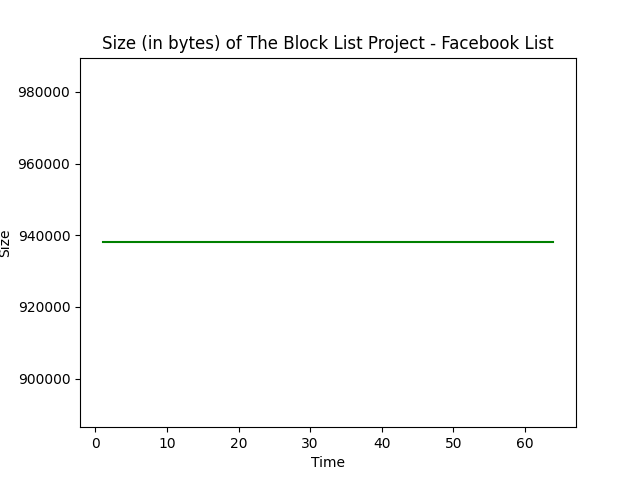 Size (in bytes) of The Block List Project - Facebook List
980000
960000
940000
920000
900000
Size
0 10 20 30 40 50 60
Time